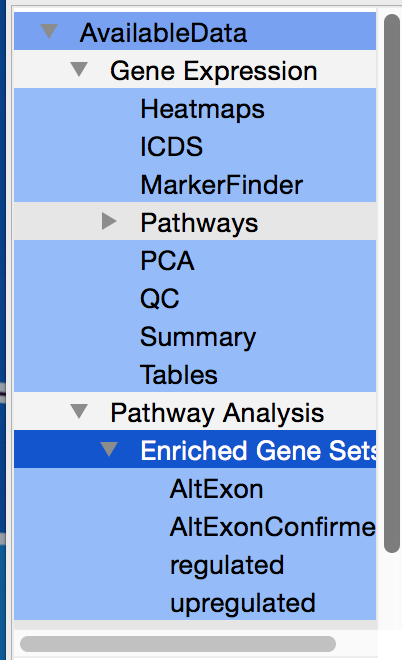 AvailableData
Gene Expression
Heatmaps
ICDS
MarkerFinder
Pathways
PCA
QC
Summary
Tables
Pathway Analysis
Enriched Gene Sets
AltExon
AltExonConfirme
regulated
upregulated